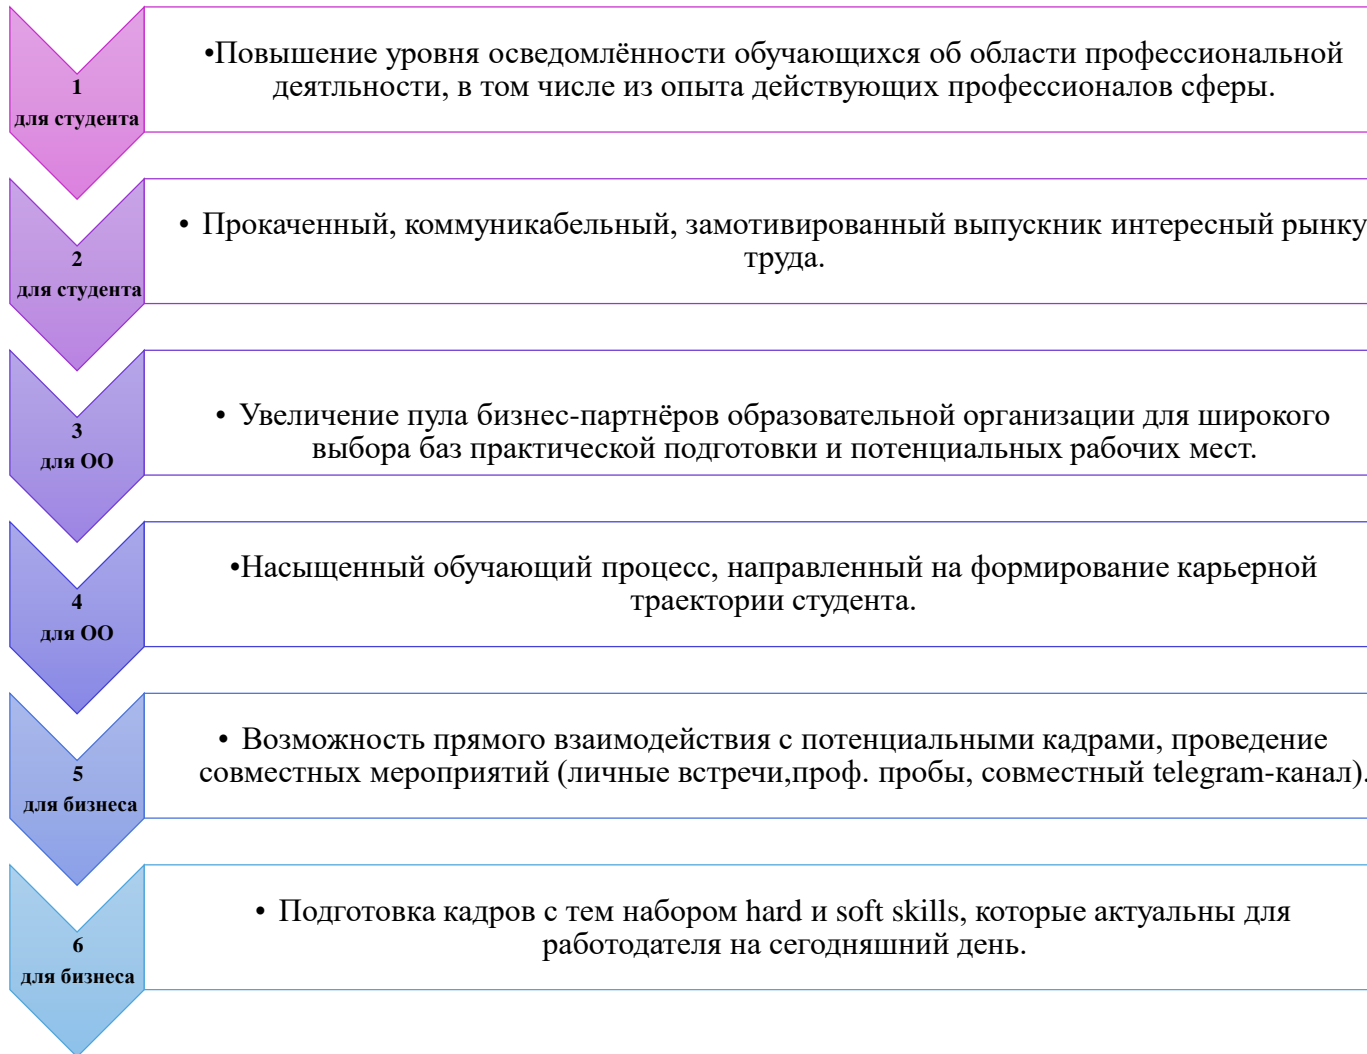 1
для студента
•Повышение уровня осведомлённости обучающихся об области профессиональной
деятльности, в том числе из опыта действующих профессионалов сферы.
2
для студента
• Прокаченный, коммуникабельный, замотивированный выпускник интересный рынку
труда.
3
для ОО
• Увеличение пула бизнес-партнёров образовательной организации для широкого
выбора баз практической подготовки и потенциальных рабочих мест.
4
для ОО
•Насыщенный обучающий процесс, направленный на формирование карьерной
траектории студента.
5
для бизнеса
• Возможность прямого взаимодействия с потенциальными кадрами, проведение
совместных мероприятий (личные встречи,проф. пробы, совместный telegram-канал).
6
для бизнеса
• Подготовка кадров с тем набором hard и soft skills, которые актуальны для
работодателя на сегодняшний день.